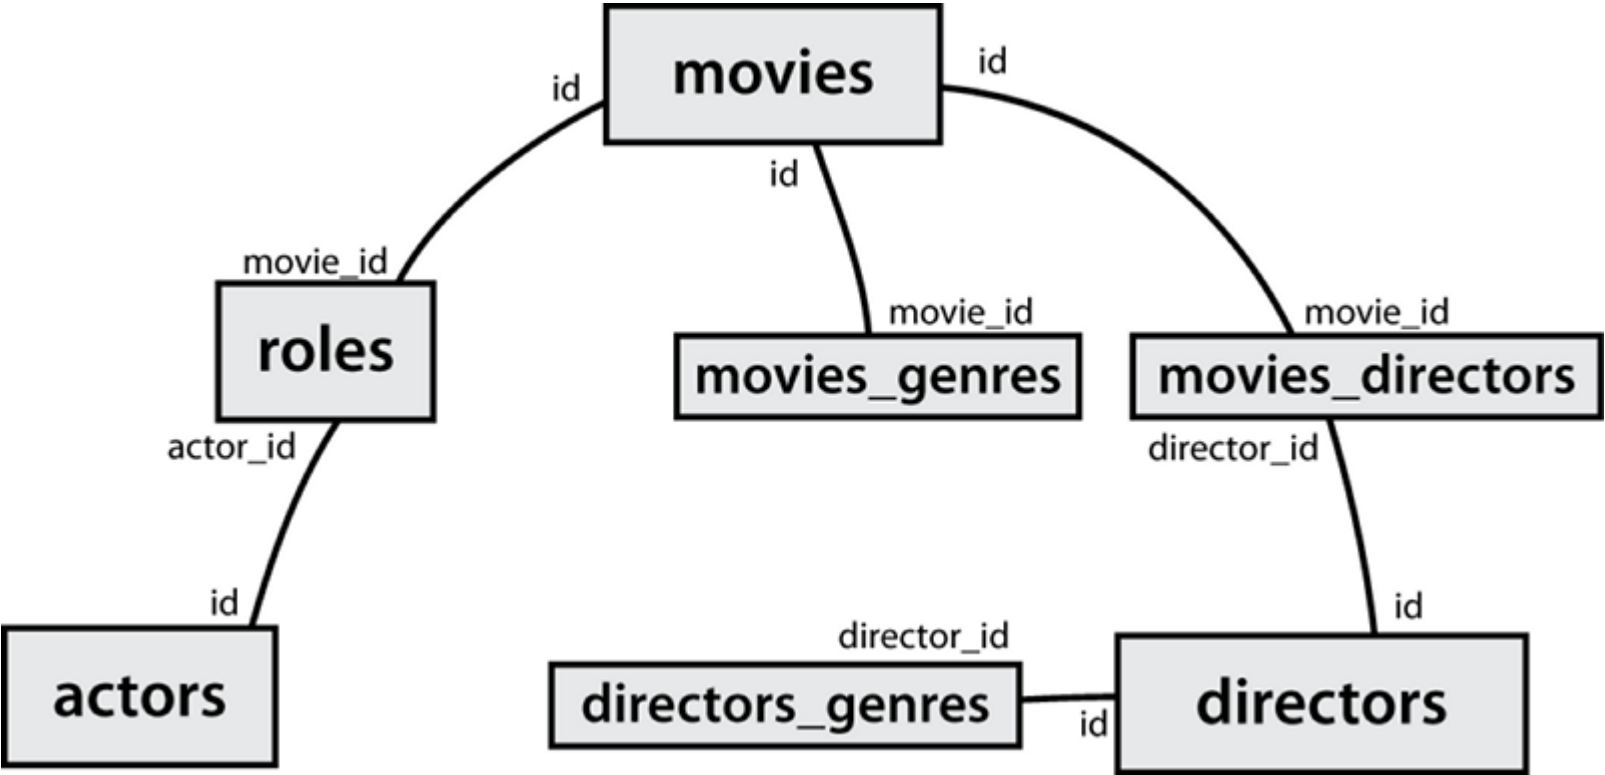 movies
id
id
id
movie_id
roles
movie_id
movies_genres
movie_id
movies_directors
actor_id
director_id
id
actors
director_id
directors_genres
id
id
directors